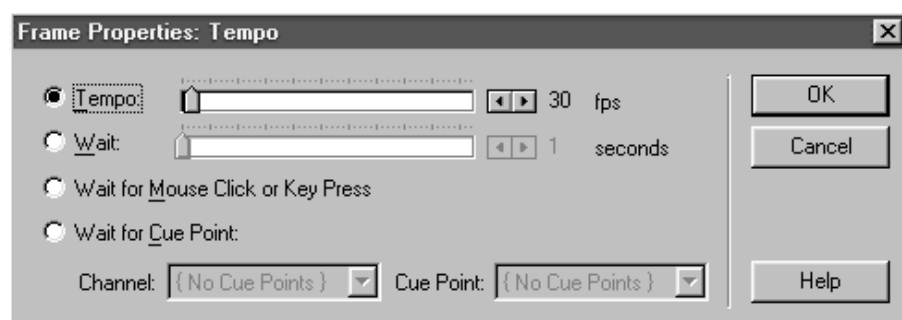 Frame Properties: Tempo
Tempo: 30 fps OK
Wait: 1 seconds Cancel
Wait for Mouse Click or Key Press
Wait for Cue Point:
Channel: { No Cue Points } Cue Point: { No Cue Points } Help